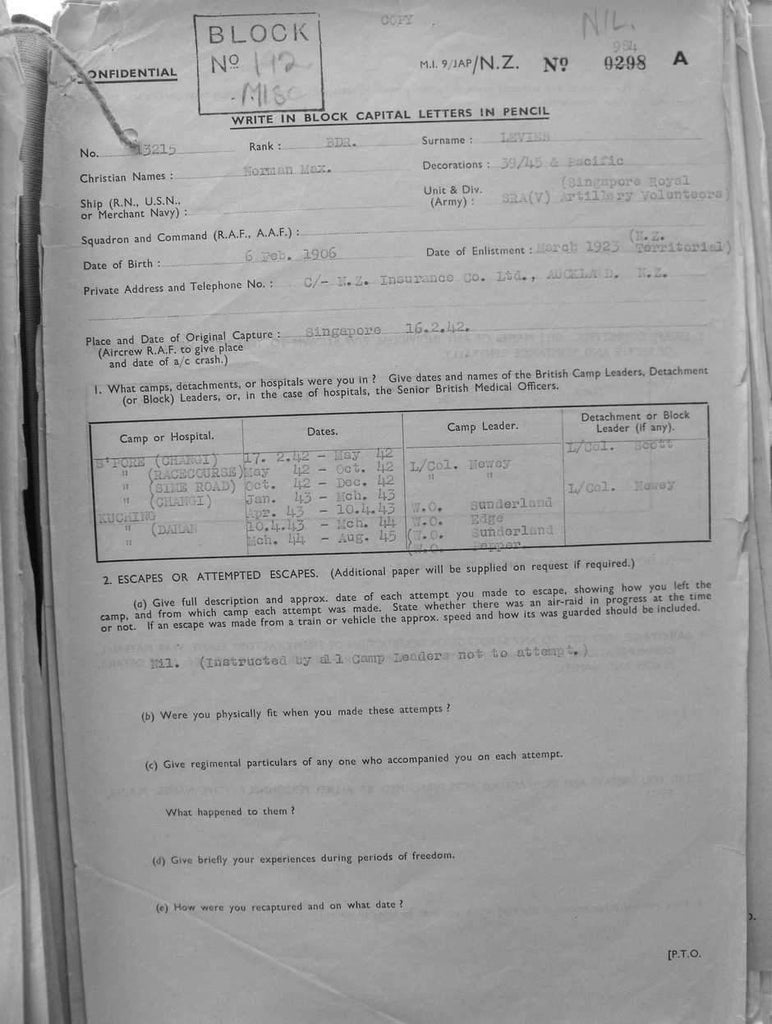 COPY
NIL.
BLOCK
No 112
-MISC
984
M.I. 9/JAP/N.Z. No 0298 A
ONFIDENTIAL
WRITE IN BLOCK CAPITAL LETTERS IN PENCIL
No. 13215 Rank : BDR. Surname : LEVIEN
Christian Names : Norman Max. Decorations : 39/45 & Pacific
Ship (R.N., U.S.N., or Merchant Navy) :
Unit & Div. (Army) : SRA(V) (Singapore Royal Artillery Volunteers)
Squadron and Command (R.A.F., A.A.F.) :
Date of Birth : 6 Feb. 1906 Date of Enlistment : March 1923 (N.Z. Territorial)
Private Address and Telephone No. : C/- N.Z. Insurance Co. Ltd., AUCKLA D. N.Z.
Place and Date of Original Capture : Singapore 16.2.42.
(Aircrew R.A.F. to give place
and date of a/c crash.)
1. What camps, detachments, or hospitals were you in ? Give dates and names of the British Camp Leaders, Detachment
(or Block) Leaders, or, in the case of hospitals, the Senior British Medical Officers.
Camp or Hospital. Dates. Camp Leader. Detachment or Block Leader (if any).
S'PORE (CHANGI) 17. 2.42 - May 42 L/Col. Scott
" (RACECOURSE) May 42 - Oct. 42 L/Col. Newey
" (SIME ROAD) Oct. 42 - Dec. 42 " "
" (CHANGI) Jan. 43 - Mch. 43 L/Col. Newey
KUCHING Apr. 43 - 10.4.43 W.O. Sunderland
" (DAHAN 10.4.43 - Mch. 44 W.O. Edge
" Mch. 44 - Aug. 45 (W.O. Sunderland
(W.O. Pepper.
2. ESCAPES OR ATTEMPTED ESCAPES. (Additional paper will be supplied on request if required.)
(a) Give full description and approx. date of each attempt you made to escape, showing how you left the
camp, and from which camp each attempt was made. State whether there was an air-raid in progress at the time
or not. If an escape was made from a train or vehicle the approx. speed and how its was guarded should be included.
Nil. (Instructed by all Camp Leaders not to attempt.)
(b) Were you physically fit when you made these attempts ?
(c) Give regimental particulars of any one who accompanied you on each attempt.
What happened to them ?
(d) Give briefly your experiences during periods of freedom.
(e) How were you recaptured and on what date ?
[P.T.O.